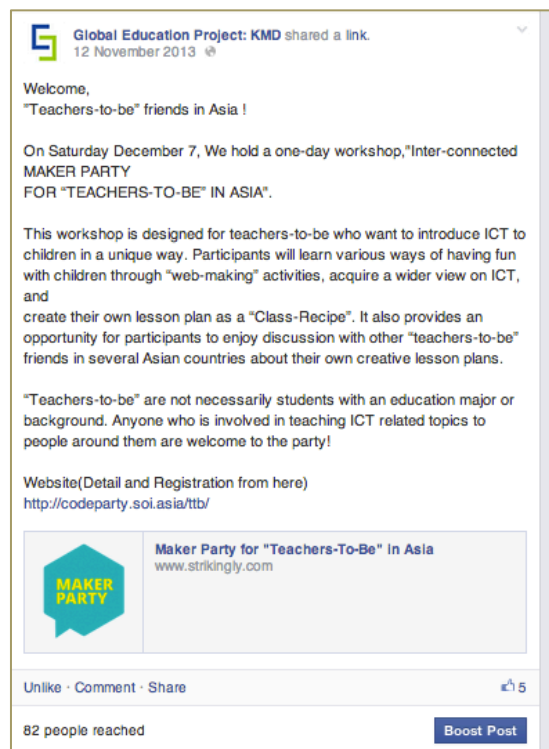 Global Education Project: KMD shared a link.
12 November 2013
Welcome,
"Teachers-to-be" friends in Asia !
On Saturday December 7, We hold a one-day workshop,"Inter-connected
MAKER PARTY
FOR “TEACHERS-TO-BE” IN ASIA”.
This workshop is designed for teachers-to-be who want to introduce ICT to
children in a unique way. Participants will learn various ways of having fun
with children through “web-making” activities, acquire a wider view on ICT,
and
create their own lesson plan as a “Class-Recipe”. It also provides an
opportunity for participants to enjoy discussion with other “teachers-to-be”
friends in several Asian countries about their own creative lesson plans.
“Teachers-to-be” are not necessarily students with an education major or
background. Anyone who is involved in teaching ICT related topics to
people around them are welcome to the party!
Website(Detail and Registration from here)
http://codeparty.soi.asia/ttb/
MAKER
PARTY
Maker Party for "Teachers-To-Be" in Asia
www.strikingly.com
Unlike · Comment · Share
5
82 people reached
Boost Post